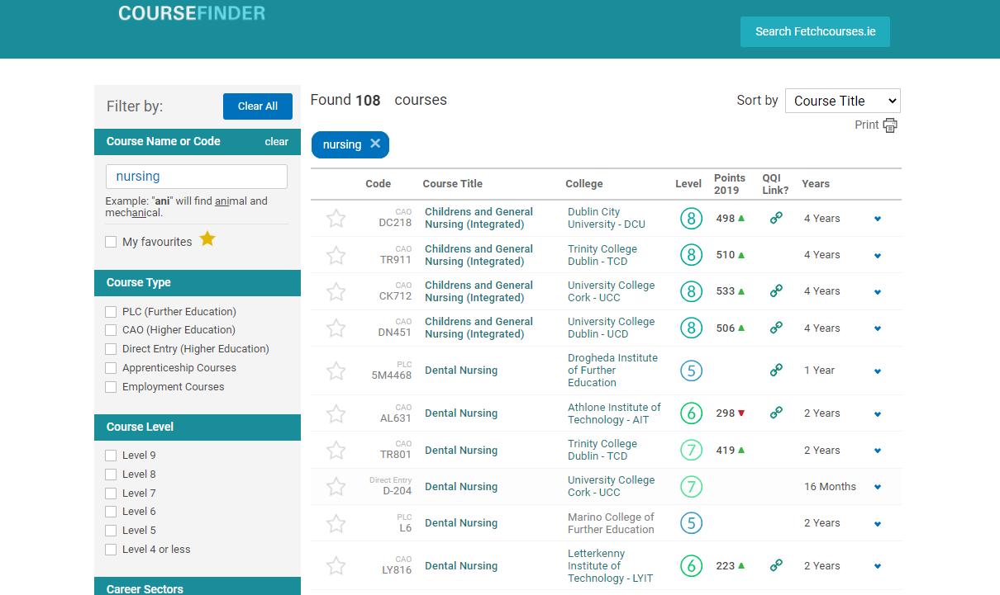 COURSEFINDER
Search Fetchcourses.ie
Filter by:
Clear All
Course Name or Code
clear
nursing
Example: "ani" will find animal and
mechanical.
My favourites
Course Type
PLC (Further Education)
CAO (Higher Education)
Direct Entry (Higher Education)
Apprenticeship Courses
Employment Courses
Course Level
Level 9
Level 8
Level 7
Level 6
Level 5
Level 4 or less
Career Sectors
Found 108 courses
Sort by Course Title
Print
nursing ✕
Code Course Title College Level Points QQI Years
2019 Link?
CAO Childrens and General Dublin City
DC218 Nursing (Integrated) University - DCU 8 498 4 Years
CAO Childrens and General Trinity College
TR911 Nursing (Integrated) Dublin - TCD 8 510 4 Years
CAO Childrens and General University College
CK712 Nursing (Integrated) Cork - UCC 8 533 4 Years
CAO Childrens and General University College
DN451 Nursing (Integrated) Dublin - UCD 8 506 4 Years
Drogheda Institute
PLC 5M4468 Dental Nursing of Further 5 1 Year
Education
CAO Athlone Institute of
AL631 Dental Nursing Technology - AIT 6 298 2 Years
CAO Trinity College
TR801 Dental Nursing Dublin - TCD 7 419 2 Years
Direct Entry University College
D-204 Dental Nursing Cork - UCC 7 16 Months
PLC Marino College of
L6 Dental Nursing Further Education 5 2 Years
Letterkenny
CAO LY816 Dental Nursing Institute of 6 223 2 Years
Technology - LYIT